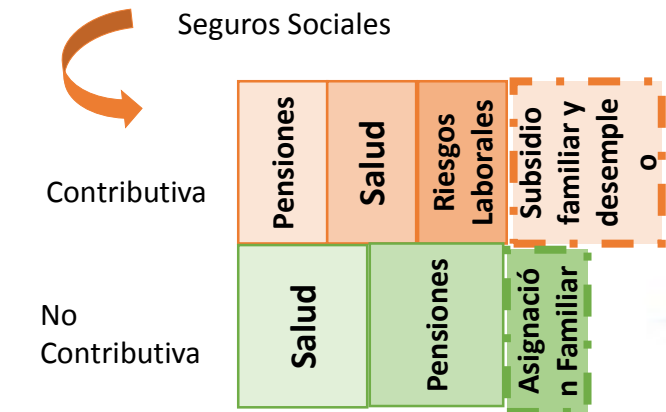 Seguros Sociales
Contributiva
Pensiones
Salud
Riesgos
Laborales
Subsidio
familiar y
desemple
o
No
Contributiva
Salud
Pensiones
Asignació
n Familiar